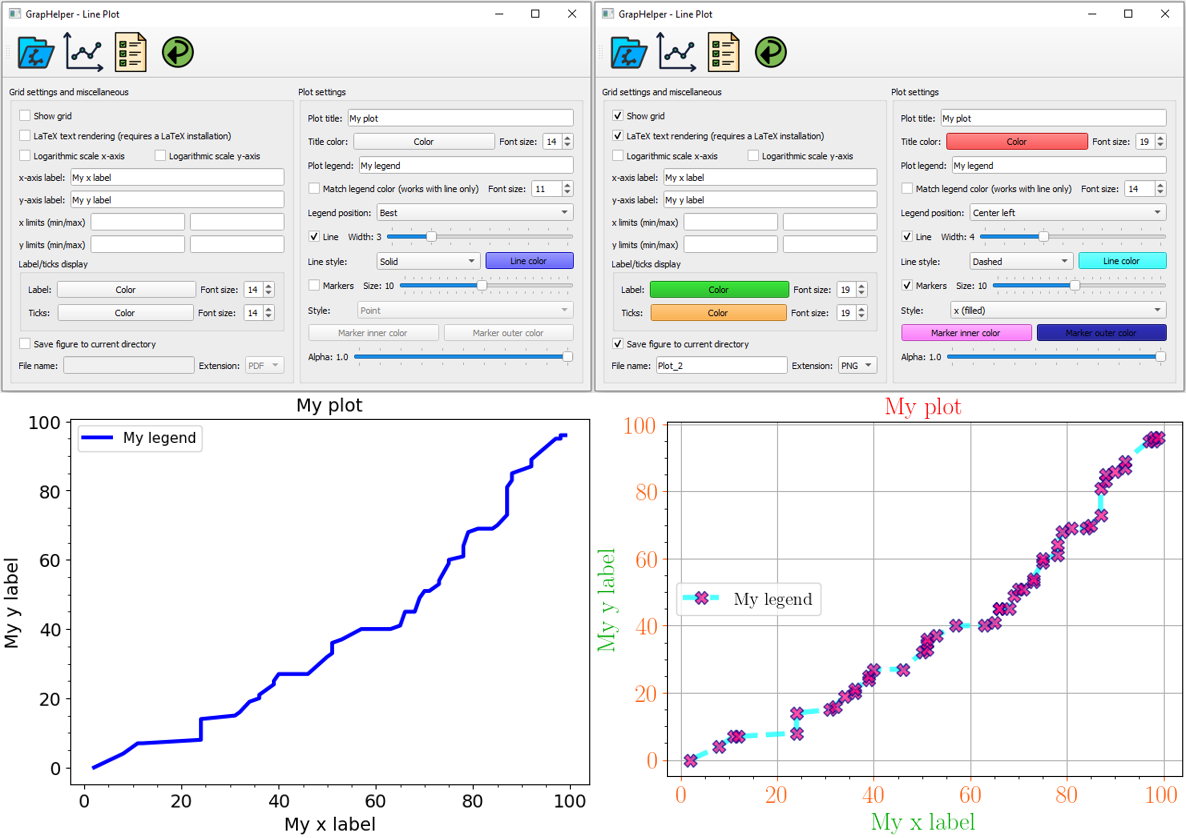 GrapHelper - Line Plot
Grid settings and miscellaneous
Show grid
LaTeX text rendering (requires a LaTeX installation)
Logarithmic scale x-axis Logarithmic scale y-axis
x-axis label: My x label
y-axis label: My y label
x limits (min/max)
y limits (min/max)
Label/ticks display
Label: Color Font size: 14
Ticks: Color Font size: 14
Save figure to current directory
File name: Extension: PDF
Plot settings
Plot title: My plot
Title color: Color Font size: 14
Plot legend: My legend
Match legend color (works with line only) Font size: 11
Legend position: Best
Line Width: 3
Line style: Solid Line color
Markers Size: 10
Style: Point
Marker inner color Marker outer color
Alpha: 1.0
GrapHelper - Line Plot
Grid settings and miscellaneous
Show grid
LaTeX text rendering (requires a LaTeX installation)
Logarithmic scale x-axis Logarithmic scale y-axis
x-axis label: My x label
y-axis label: My y label
x limits (min/max)
y limits (min/max)
Label/ticks display
Label: Color Font size: 19
Ticks: Color Font size: 19
Save figure to current directory
File name: Plot_2 Extension: PNG
Plot settings
Plot title: My plot
Title color: Color Font size: 19
Plot legend: My legend
Match legend color (works with line only) Font size: 14
Legend position: Center left
Line Width: 4
Line style: Dashed Line color
Markers Size: 10
Style: x (filled)
Marker inner color Marker outer color
Alpha: 1.0
My plot
My legend
100
80
60
40
20
0
My y label
0 20 40 60 80 100
My x label
My plot
My legend
100
80
60
40
20
0
My y label
0 20 40 60 80 100
My x label